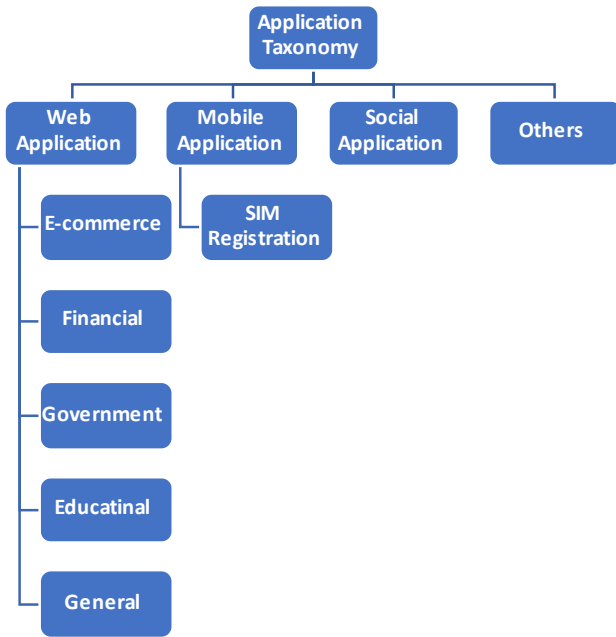 Application
Taxonomy
Web
Application
Mobile
Application
Social
Application
Others
E-commerce
SIM
Registration
Financial
Government
Educatinal
General